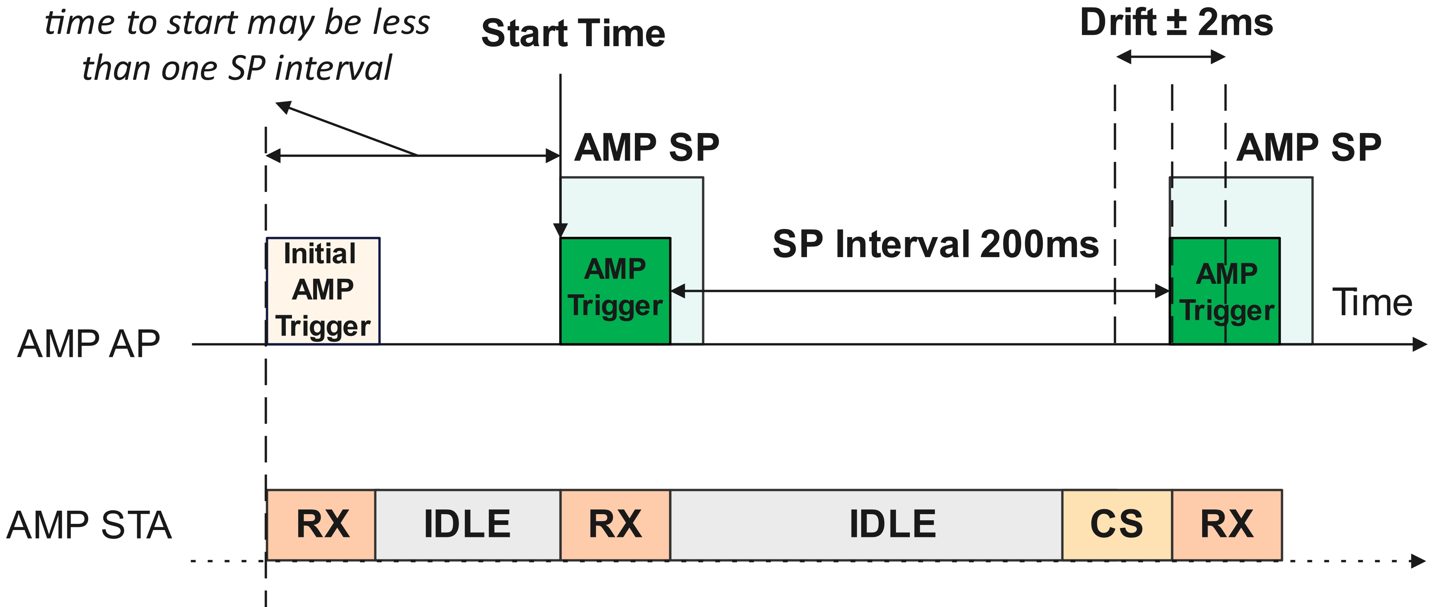 time to start may be less
than one SP interval
Start Time
Drift ± 2ms
AMP SP
AMP SP
SP Interval 200ms
Initial
AMP
Trigger
AMP
Trigger
AMP
Trigger
Time
AMP AP
AMP STA
RX
IDLE
RX
IDLE
CS
RX